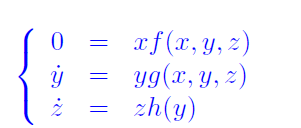 0 = xf(x, y, z)
ẏ = yg(x, y, z)
ż = zh(y)